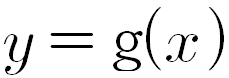 y = g(x)